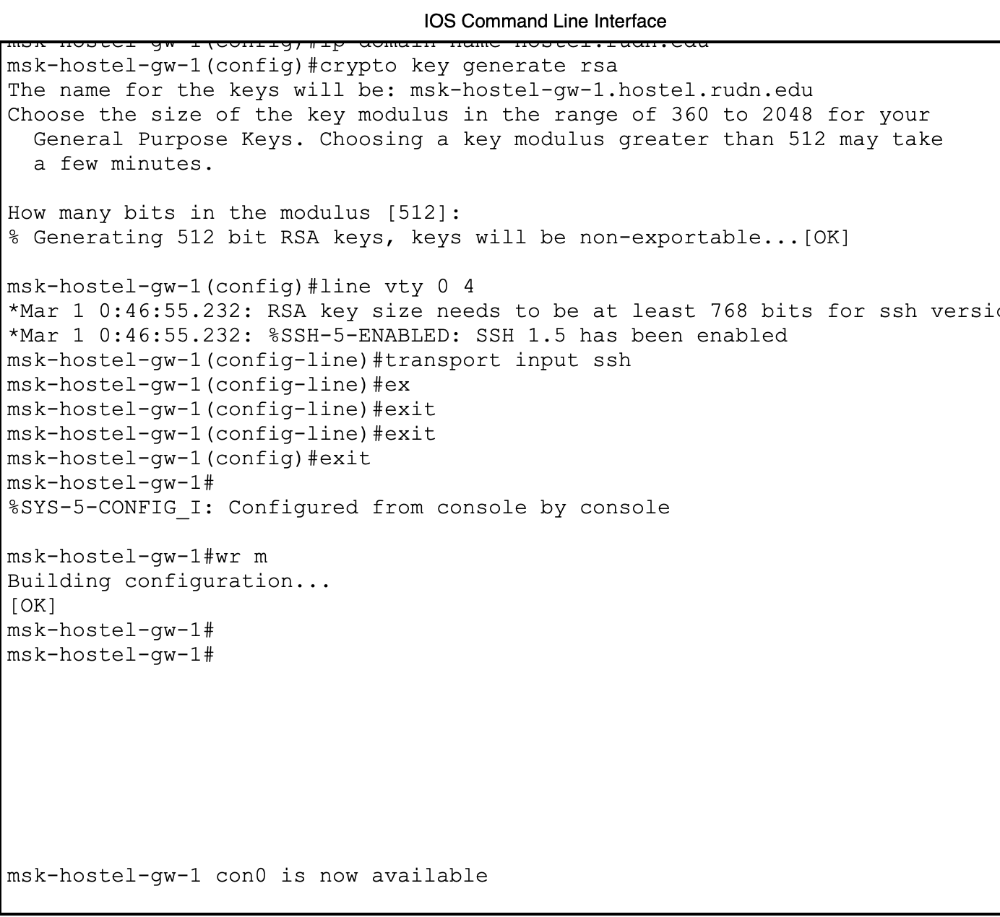 IOS Command Line Interface
msk-hostel-gw-1(config)#ip domain name hostel.rudn.edu
msk-hostel-gw-1(config)#crypto key generate rsa
The name for the keys will be: msk-hostel-gw-1.hostel.rudn.edu
Choose the size of the key modulus in the range of 360 to 2048 for your
  General Purpose Keys. Choosing a key modulus greater than 512 may take
  a few minutes.

How many bits in the modulus [512]:
% Generating 512 bit RSA keys, keys will be non-exportable...[OK]

msk-hostel-gw-1(config)#line vty 0 4
*Mar 1 0:46:55.232: RSA key size needs to be at least 768 bits for ssh
*Mar 1 0:46:55.232: %SSH-5-ENABLED: SSH 1.5 has been enabled
msk-hostel-gw-1(config-line)#transport input ssh
msk-hostel-gw-1(config-line)#ex
msk-hostel-gw-1(config-line)#exit
msk-hostel-gw-1(config-line)#exit
msk-hostel-gw-1(config)#exit
msk-hostel-gw-1#
%SYS-5-CONFIG_I: Configured from console by console

msk-hostel-gw-1#wr m
Building configuration...
[OK]
msk-hostel-gw-1#
msk-hostel-gw-1#

msk-hostel-gw-1 con0 is now available